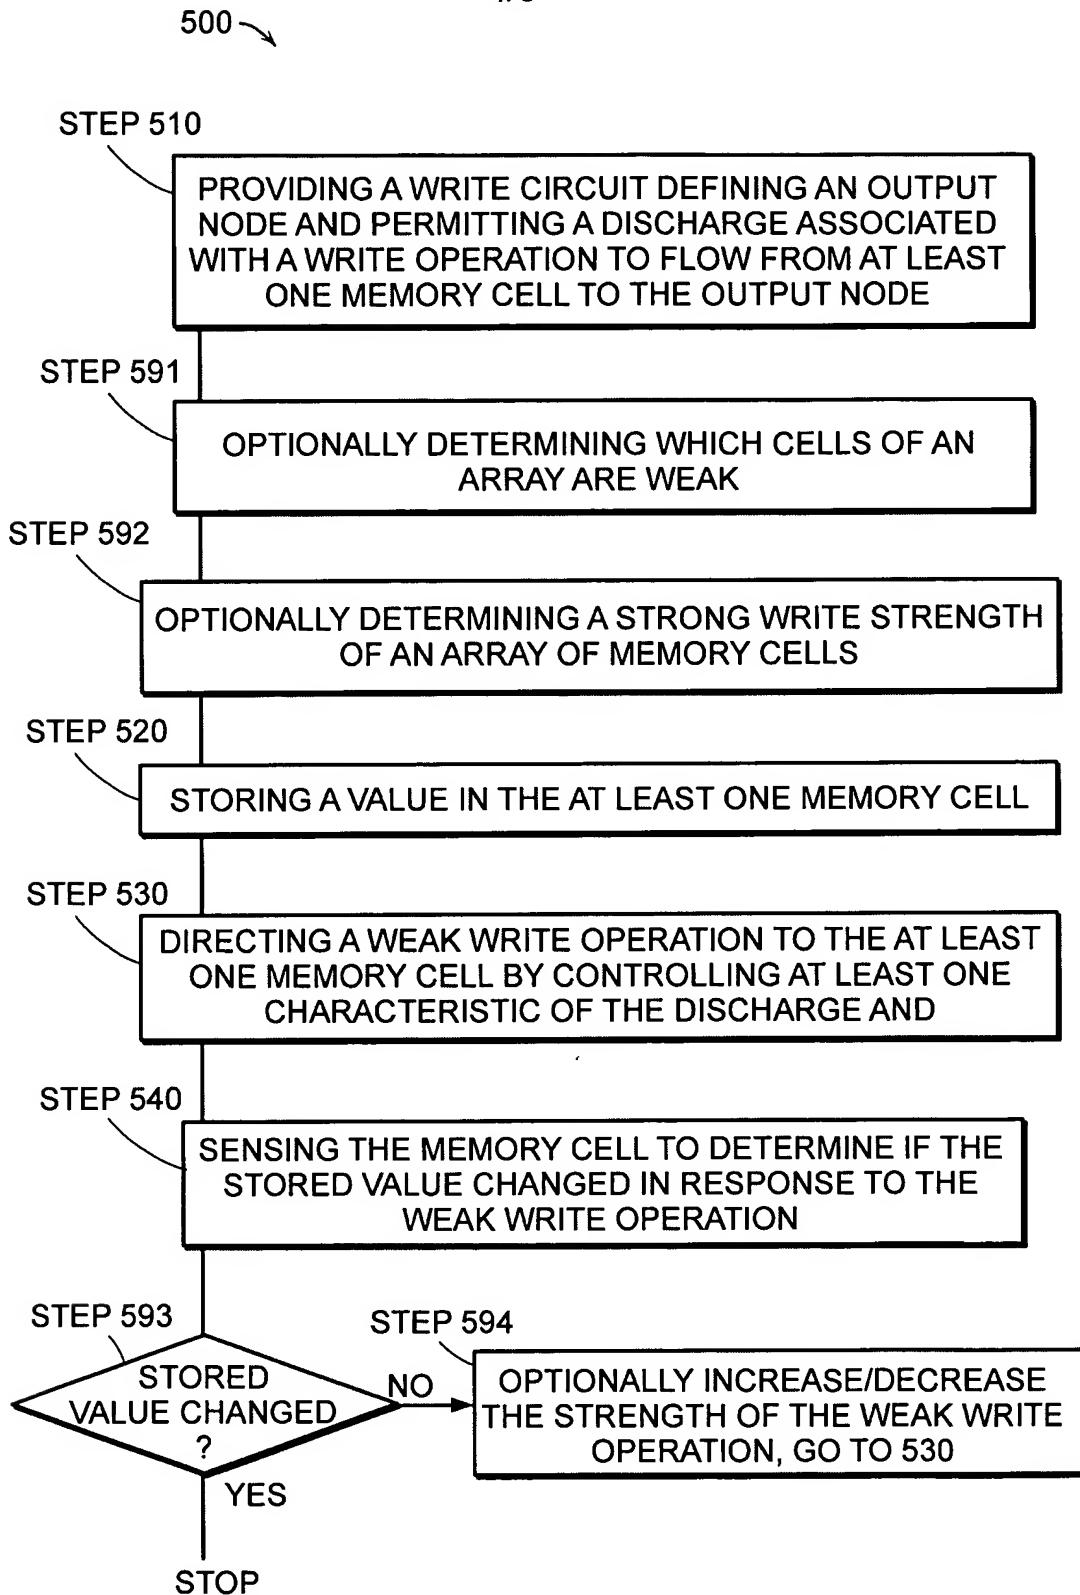 500
STEP 510
PROVIDING A WRITE CIRCUIT DEFINING AN OUTPUT
NODE AND PERMITTING A DISCHARGE ASSOCIATED
WITH A WRITE OPERATION TO FLOW FROM AT LEAST
ONE MEMORY CELL TO THE OUTPUT NODE
STEP 591
OPTIONALLY DETERMINING WHICH CELLS OF AN
ARRAY ARE WEAK
STEP 592
OPTIONALLY DETERMINING A STRONG WRITE STRENGTH
OF AN ARRAY OF MEMORY CELLS
STEP 520
STORING A VALUE IN THE AT LEAST ONE MEMORY CELL
STEP 530
DIRECTING A WEAK WRITE OPERATION TO THE AT LEAST
ONE MEMORY CELL BY CONTROLLING AT LEAST ONE
CHARACTERISTIC OF THE DISCHARGE AND
STEP 540
SENSING THE MEMORY CELL TO DETERMINE IF THE
STORED VALUE CHANGED IN RESPONSE TO THE
WEAK WRITE OPERATION
STEP 593
STORED
VALUE CHANGED
?
NO
STEP 594
OPTIONALLY INCREASE/DECREASE
THE STRENGTH OF THE WEAK WRITE
OPERATION, GO TO 530
YES
STOP